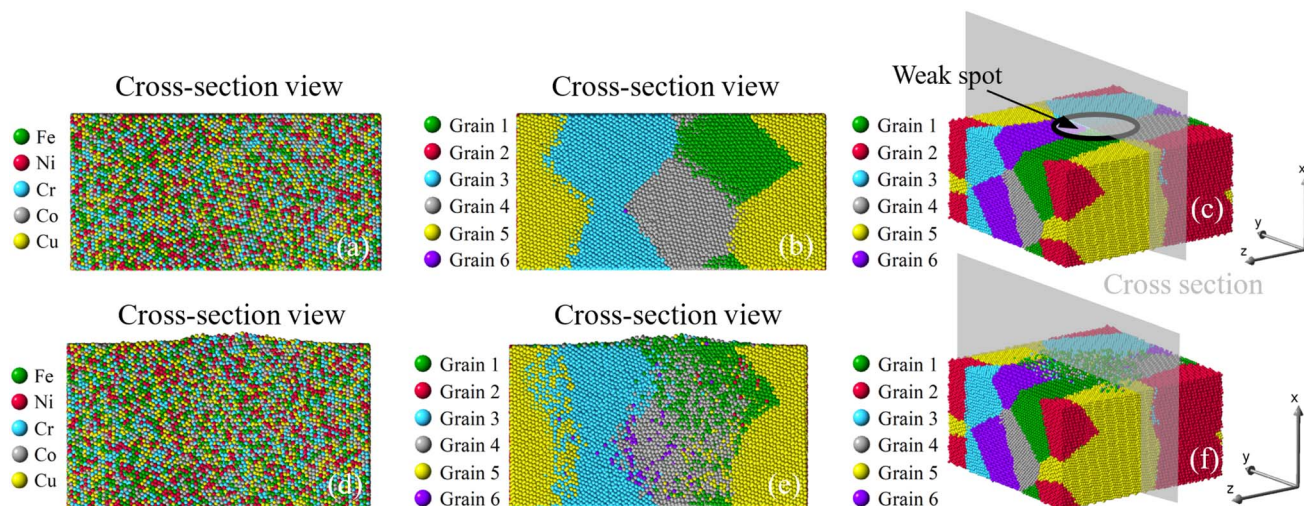 Cross-section view
Fe
Ni
Cr
Co
Cu
(a)
Cross-section view
Grain 1
Grain 2
Grain 3
Grain 4
Grain 5
Grain 6
(b)
Weak spot
Grain 1
Grain 2
Grain 3
Grain 4
Grain 5
Grain 6
(c)
x
y
z
Cross section
Cross-section view
Fe
Ni
Cr
Co
Cu
(d)
Cross-section view
Grain 1
Grain 2
Grain 3
Grain 4
Grain 5
Grain 6
(e)
Grain 1
Grain 2
Grain 3
Grain 4
Grain 5
Grain 6
(f)
x
y
z